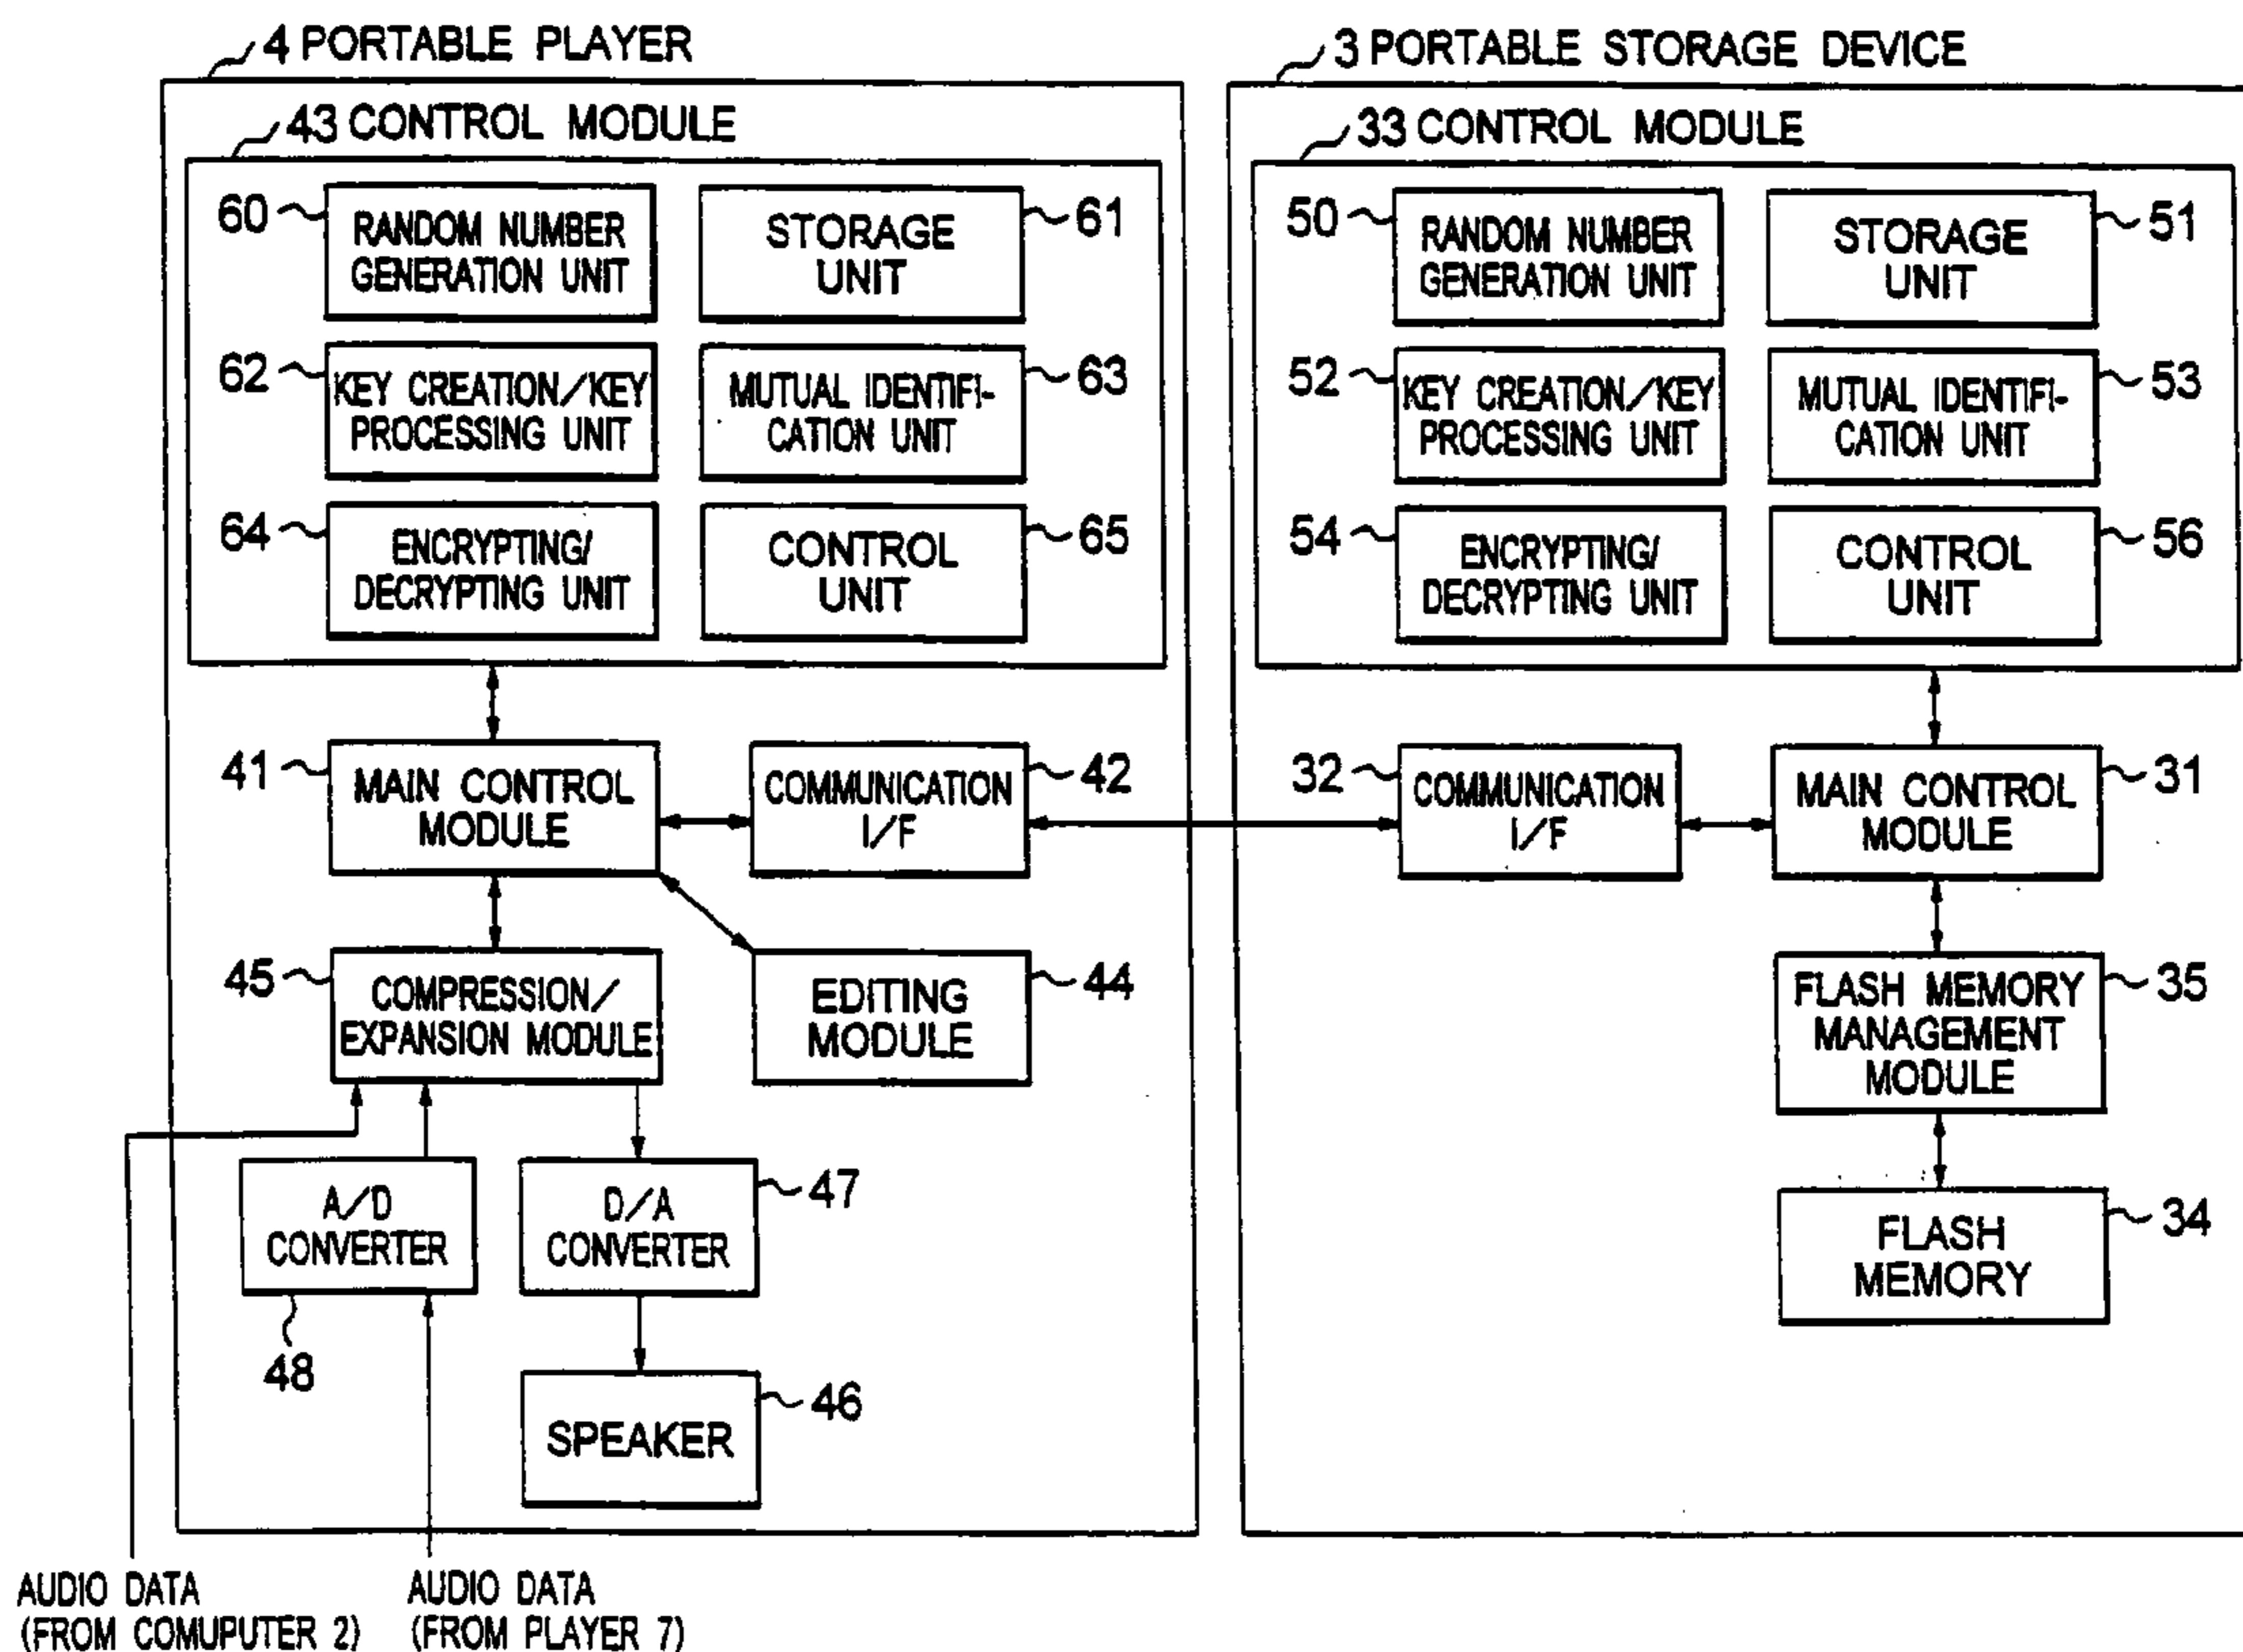 4 PORTABLE PLAYER
43 CONTROL MODULE
60
RANDOM NUMBER
GENERATION UNIT
STORAGE
UNIT
61
62
KEY CREATION/KEY
PROCESSING UNIT
MUTUAL IDENTIFI-
CATION UNIT
63
64
ENCRYPTING/
DECRYPTING UNIT
CONTROL
UNIT
65
41
MAIN CONTROL
MODULE
COMMUNICATION
I/F
42
45
COMPRESSION/
EXPANSION MODULE
EDITING
MODULE
44
A/D
CONVERTER
48
D/A
CONVERTER
47
SPEAKER
46
AUDIO DATA
(FROM COMUPUTER 2)
AUDIO DATA
(FROM PLAYER 7)
3 PORTABLE STORAGE DEVICE
33 CONTROL MODULE
50
RANDOM NUMBER
GENERATION UNIT
STORAGE
UNIT
51
52
KEY CREATION/KEY
PROCESSING UNIT
MUTUAL IDENTIFI-
CATION UNIT
53
54
ENCRYPTING/
DECRYPTING UNIT
CONTROL
UNIT
56
32
COMMUNICATION
I/F
MAIN CONTROL
MODULE
31
FLASH MEMORY
MANAGEMENT
MODULE
35
FLASH
MEMORY
34